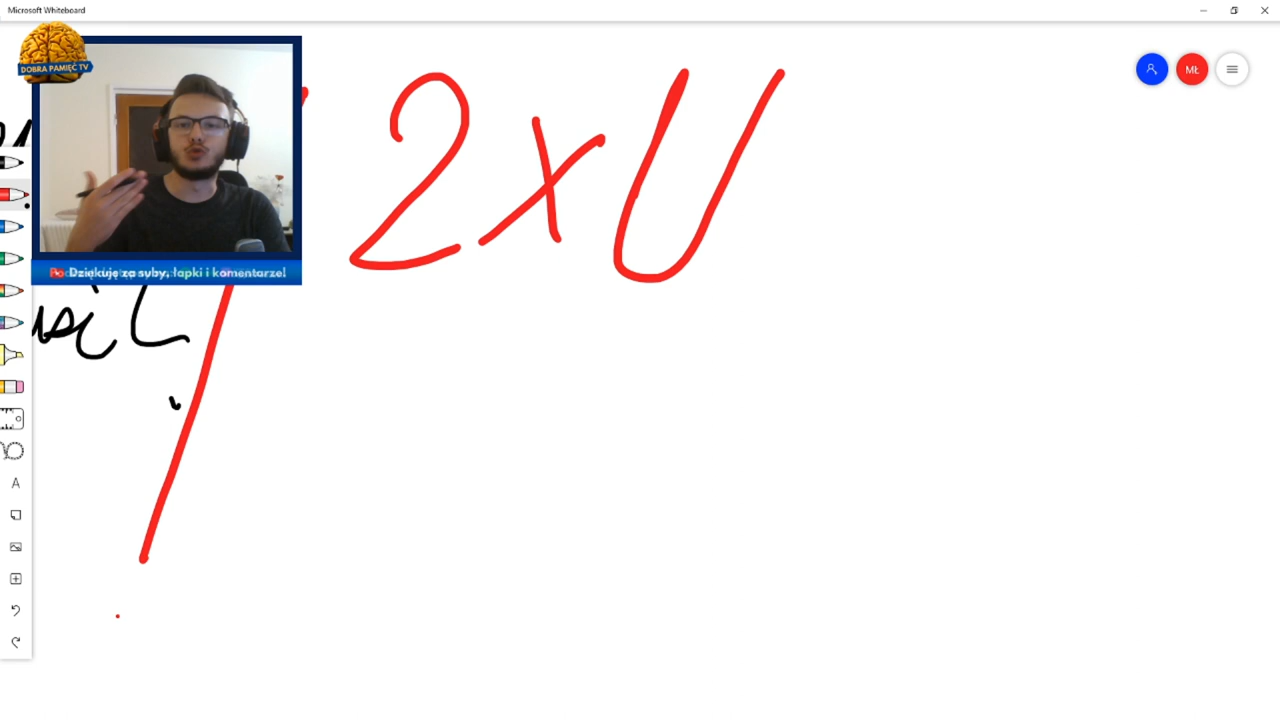 Microsoft Whiteboard
DOBRA PAMIĘĆ TV
MŁ
2xU
Dziękuję za suby, łapki i komentarze!
A